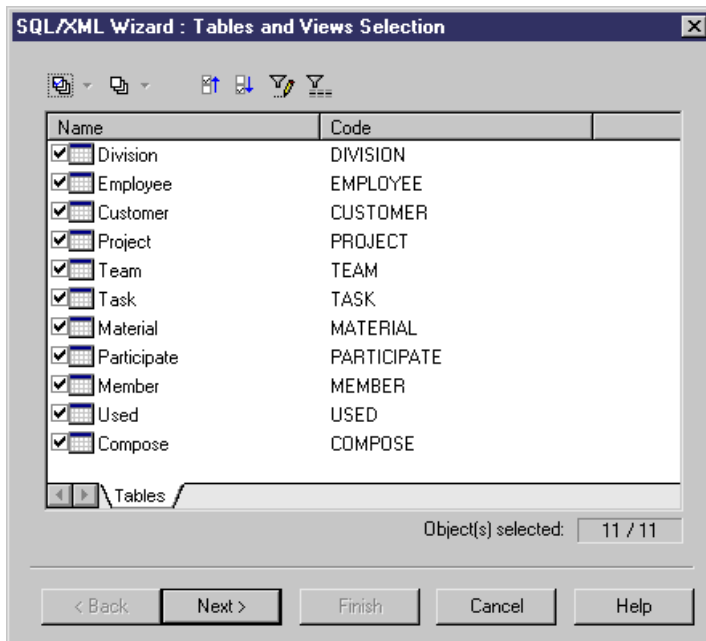 SQL/XML Wizard : Tables and Views Selection
Name Code
Division DIVISION
Employee EMPLOYEE
Customer CUSTOMER
Project PROJECT
Team TEAM
Task TASK
Material MATERIAL
Participate PARTICIPATE
Member MEMBER
Used USED
Compose COMPOSE
Tables
Object(s) selected: 11 / 11
< Back Next > Finish Cancel Help